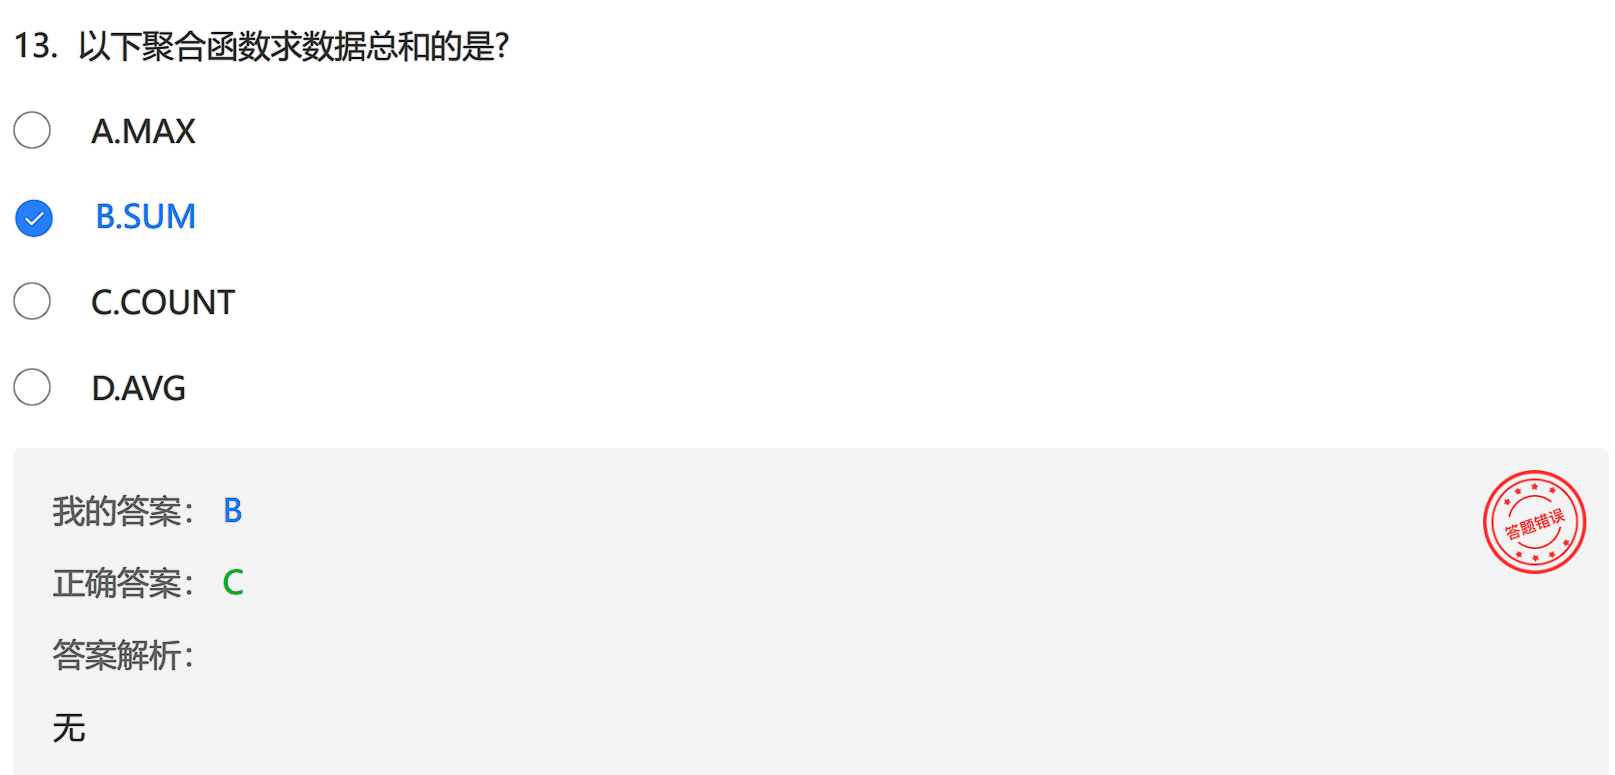 13. 以下聚合函数求数据总和的是?
A.MAX
B.SUM
C.COUNT
D.AVG
我的答案： B
答题错误
正确答案： C
答案解析：
无